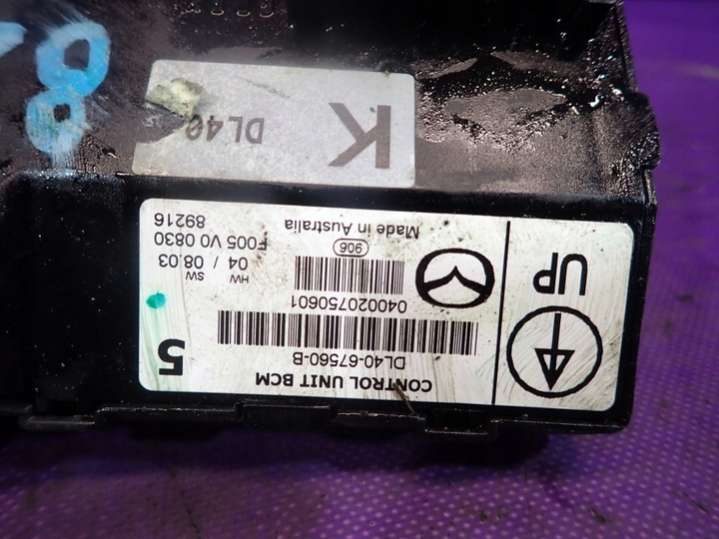 CONTROL UNIT BCM
DL40-67560-B
5
040020750601
HW SW
04 / 08.03
F005 V0 0830
89216
906
Made in Australia
UP
K
DL40